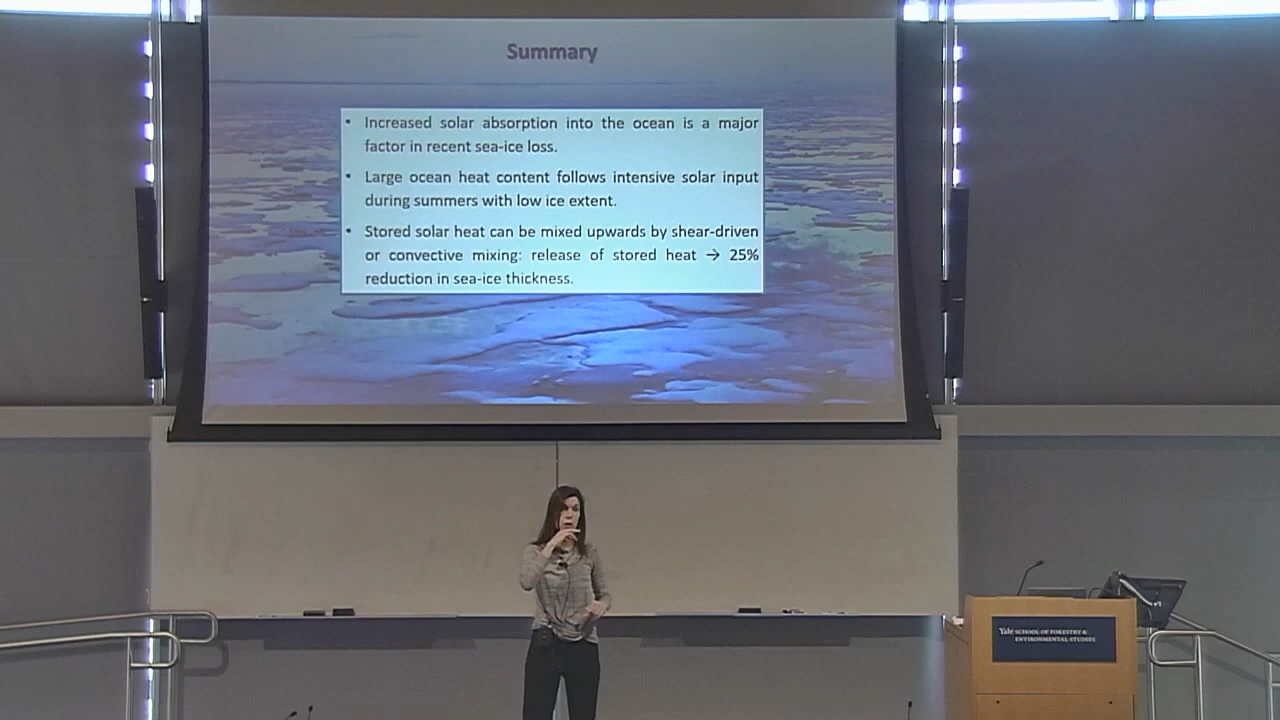 Summary
• Increased solar absorption into the ocean is a major
factor in recent sea-ice loss.
• Large ocean heat content follows intensive solar input
during summers with low ice extent.
• Stored solar heat can be mixed upwards by shear-driven
or convective mixing: release of stored heat → 25%
reduction in sea-ice thickness.
Yale SCHOOL OF FORESTRY &
ENVIRONMENTAL STUDIES